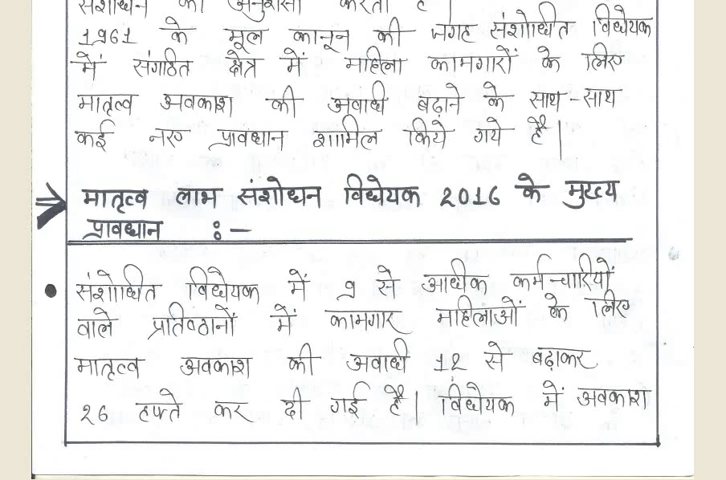 संशोधन का अनुशंसा करता है |
1961 के मूल कानून की जगह संशोधित विधेयक
में संगठित क्षेत्र में महिला कामगारों के लिए
मातृत्व अवकाश की अवधि बढ़ाने के साथ-साथ
कई नए प्रावधान शामिल किये गये है |
⇒ मातृत्व लाभ संशोधन विधेयक 2016 के मुख्य
प्रावधान :-
• संशोधित विधेयक में 9 से अधिक कर्मचारियों
वाले प्रतिष्ठानों में कामगार महिलाओं के लिए
मातृत्व अवकाश की अवधि 12 से बढ़ाकर
26 हफ्ते कर दी गई है | विधेयक में अवकाश